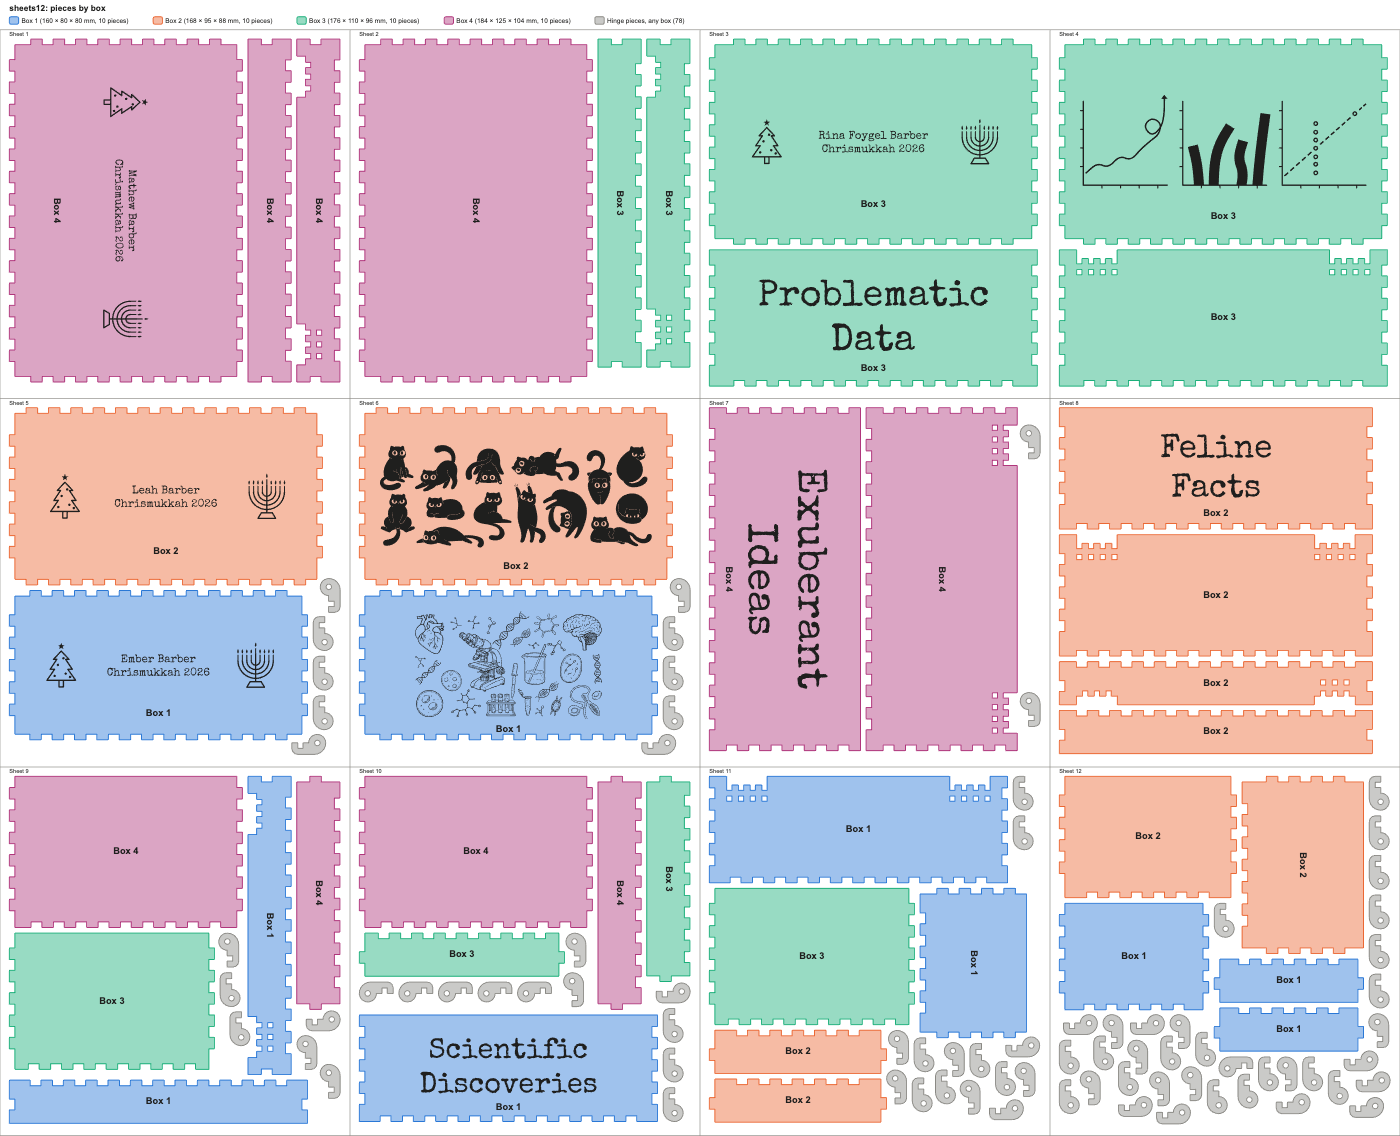 sheets12: pieces by box
Box 1 (160 × 80 × 80 mm, 10 pieces)
Box 2 (168 × 95 × 88 mm, 10 pieces)
Box 3 (176 × 110 × 96 mm, 10 pieces)
Box 4 (184 × 125 × 104 mm, 10 pieces)
Hinge pieces, any box (78)
Sheet 1
Box 4
Mathew Barber
Chrismukkah 2026
Box 4
Box 4
Sheet 2
Box 4
Box 3
Box 3
Sheet 3
Rina Foygel Barber
Chrismukkah 2026
Box 3
Problematic
Data
Box 3
Sheet 4
Box 3
Box 3
Sheet 5
Leah Barber
Chrismukkah 2026
Box 2
Ember Barber
Chrismukkah 2026
Box 1
Sheet 6
Box 2
Box 1
Sheet 7
Exuberant
Ideas
Box 4
Box 4
Sheet 8
Feline
Facts
Box 2
Box 2
Box 2
Box 2
Sheet 9
Box 4
Box 1
Box 4
Box 3
Box 1
Sheet 10
Box 4
Box 4
Box 3
Box 3
Scientific
Discoveries
Box 1
Sheet 11
Box 1
Box 3
Box 1
Box 2
Box 2
Sheet 12
Box 2
Box 2
Box 1
Box 1
Box 1